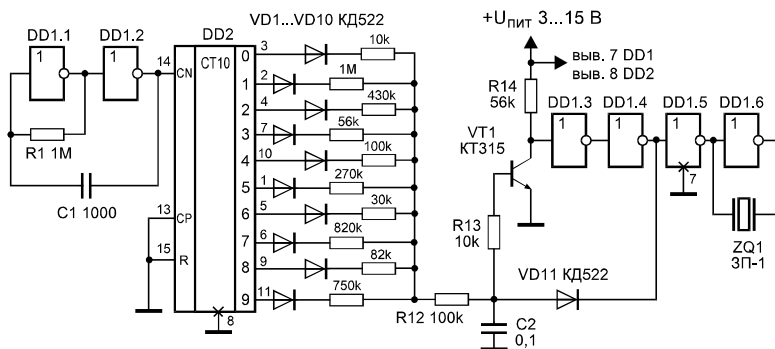 DD1.1
DD1.2
1
1
R1 1M
C1 1000
DD2
CT10
14
CN
13
CP
15
R
8
VD1...VD10 КД522
0
3
10k
1
2
1M
2
4
430k
3
7
56k
4
10
100k
5
1
270k
6
5
30k
7
6
820k
8
9
82k
9
11
750k
R12 100k
+Uпит 3...15 В
выв. 7 DD1
выв. 8 DD2
R14
56k
VT1
КТ315
R13
10k
VD11 КД522
C2
0,1
DD1.3
DD1.4
DD1.5
DD1.6
1
1
1
1
7
ZQ1
ЗП-1